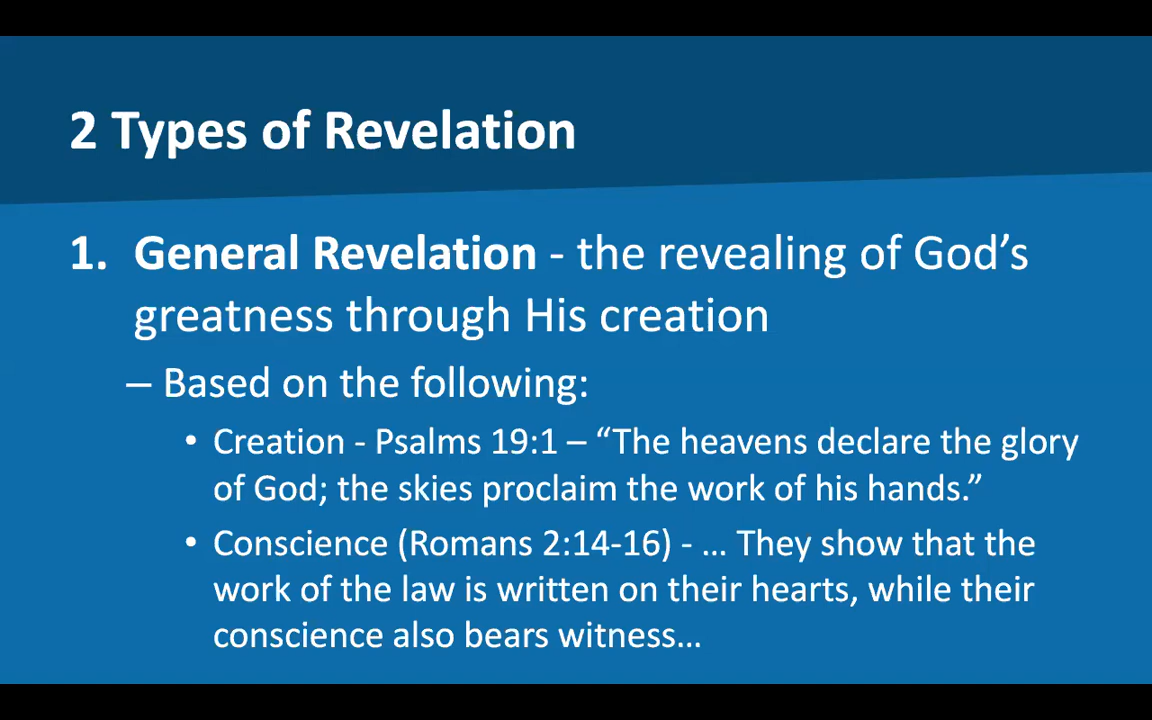 2 Types of Revelation
1. General Revelation - the revealing of God’s
greatness through His creation
– Based on the following:
• Creation - Psalms 19:1 – “The heavens declare the glory
of God; the skies proclaim the work of his hands.”
• Conscience (Romans 2:14-16) - … They show that the
work of the law is written on their hearts, while their
conscience also bears witness…